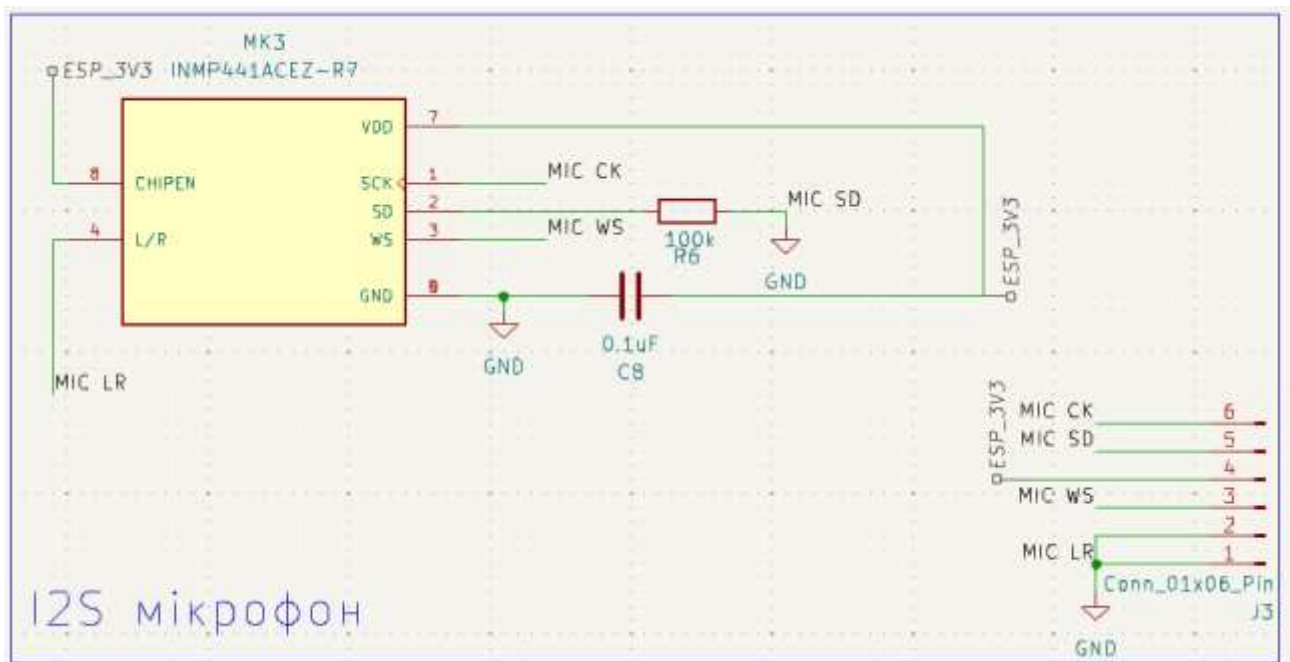 MK3
ESP_3V3 INMP441ACEZ-R7
VDD 7
8 CHIPEN SCK 1 MIC CK
SD 2 MIC SD
4 L/R WS 3 MIC WS
100k
R6
GND
GND
ESP_3V3
GND
0.1uF
C8
MIC LR
ESP_3V3
MIC CK 6
MIC SD 5
4
MIC WS 3
2
MIC LR 1
Conn_01x06_Pin
J3
GND
I2S мікрофон